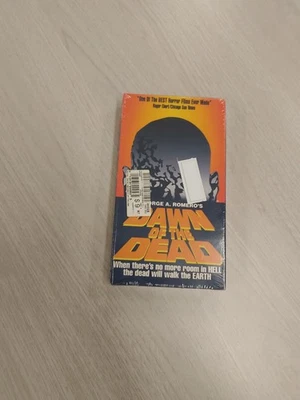 "One Of The BEST Horror Films Ever Made"
Roger Ebert/Chicago Sun Times
ORGE A. ROMERO'S
DAWN
OF THE
DEAD
When there's no more room in HELL
the dead will walk the EARTH